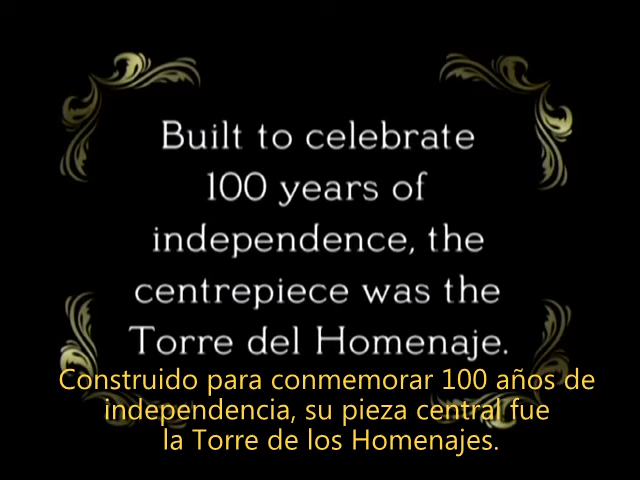 Built to celebrate
100 years of
independence, the
centrepiece was the
Torre del Homenaje.
Construido para conmemorar 100 años de
independencia, su pieza central fue
la Torre de los Homenajes.